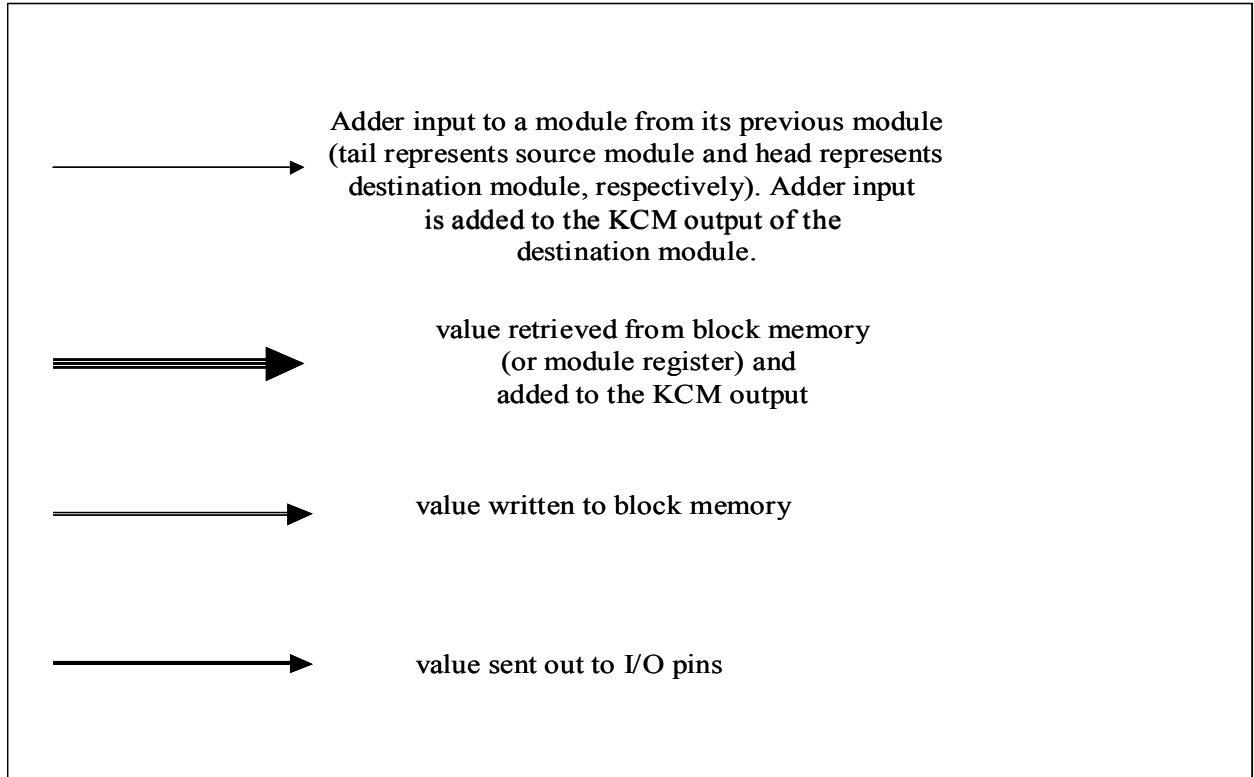 Adder input to a module from its previous module
(tail represents source module and head represents
destination module, respectively). Adder input
is added to the KCM output of the
destination module.
value retrieved from block memory
(or module register) and
added to the KCM output
value written to block memory
value sent out to I/O pins